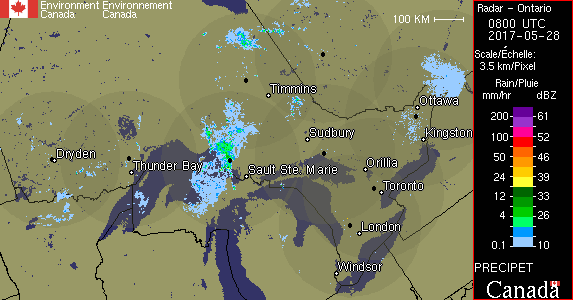 Environment Environnement
Canada Canada
100 KM
Timmins
Ottawa
Sudbury
Kingston
Dryden
Thunder Bay
Sault Ste. Marie
Orillia
Toronto
London
Windsor
Radar - Ontario
0800 UTC
2017-05-28
Scale/Échelle:
3.5 km/Pixel
Rain/Pluie
mm/hr dBZ
200 61
100 52
50 46
24 39
12 33
4 26
0.1 10
PRECIPET
Canada